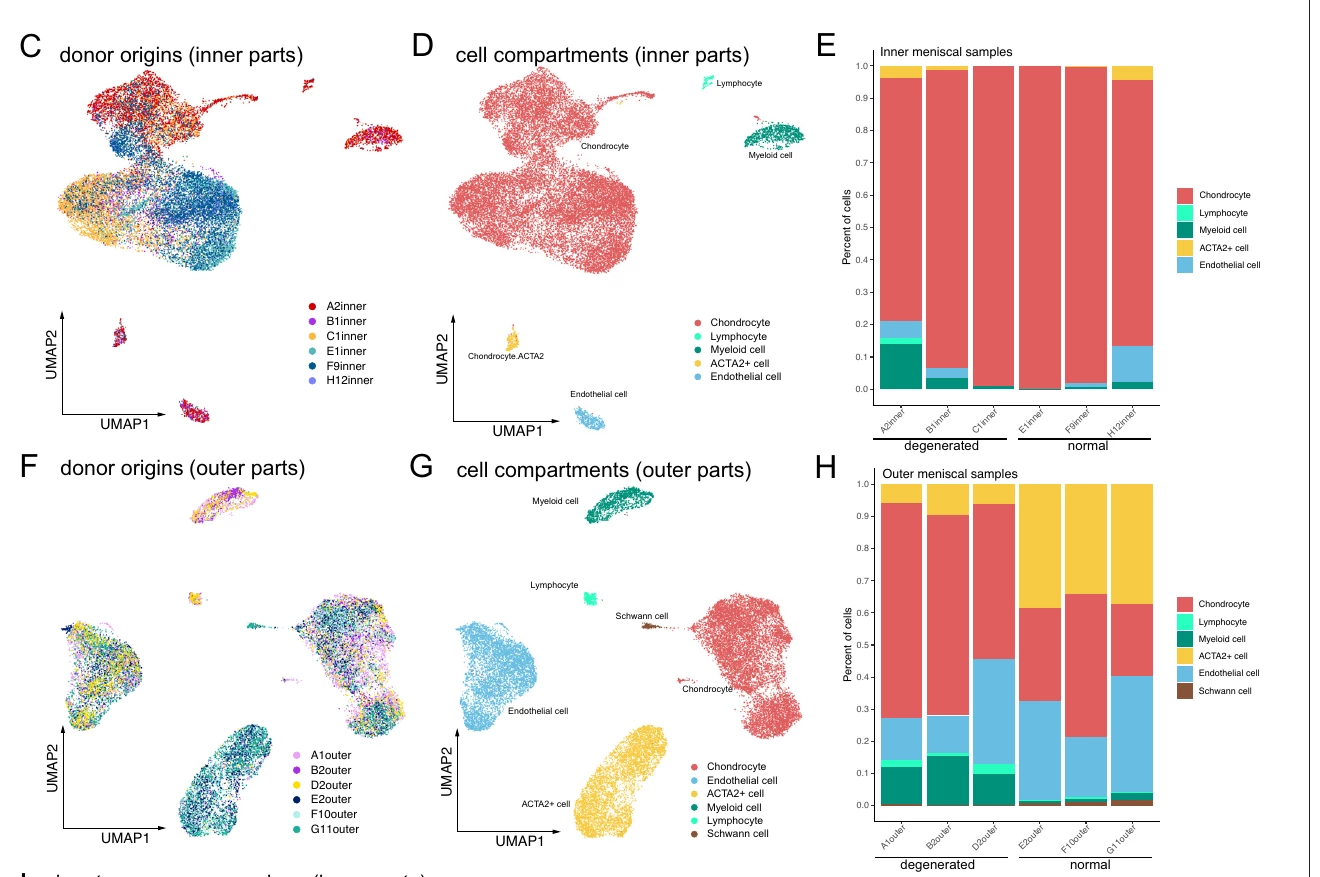 C donor origins (inner parts)
A2inner
B1inner
C1inner
E1inner
F9inner
H12inner
UMAP2
UMAP1
D cell compartments (inner parts)
Lymphocyte
Chondrocyte
Myeloid cell
Chondrocyte.ACTA2
Endothelial cell
Chondrocyte
Lymphocyte
Myeloid cell
ACTA2+ cell
Endothelial cell
UMAP2
UMAP1
E Inner meniscal samples
Percent of cells
1.0
0.9
0.8
0.7
0.6
0.5
0.4
0.3
0.2
0.1
0.0
A2inner
B1inner
C1inner
E1inner
F9inner
H12inner
degenerated
normal
Chondrocyte
Lymphocyte
Myeloid cell
ACTA2+ cell
Endothelial cell
F donor origins (outer parts)
A1outer
B2outer
D2outer
E2outer
F10outer
G11outer
UMAP2
UMAP1
G cell compartments (outer parts)
Myeloid cell
Lymphocyte
Schwann cell
Chondrocyte
Endothelial cell
ACTA2+ cell
Chondrocyte
Endothelial cell
ACTA2+ cell
Myeloid cell
Lymphocyte
Schwann cell
UMAP2
UMAP1
H Outer meniscal samples
Percent of cells
1.0
0.9
0.8
0.7
0.6
0.5
0.4
0.3
0.2
0.1
0.0
A1outer
B2outer
D2outer
E2outer
F10outer
G11outer
degenerated
normal
Chondrocyte
Lymphocyte
Myeloid cell
ACTA2+ cell
Endothelial cell
Schwann cell